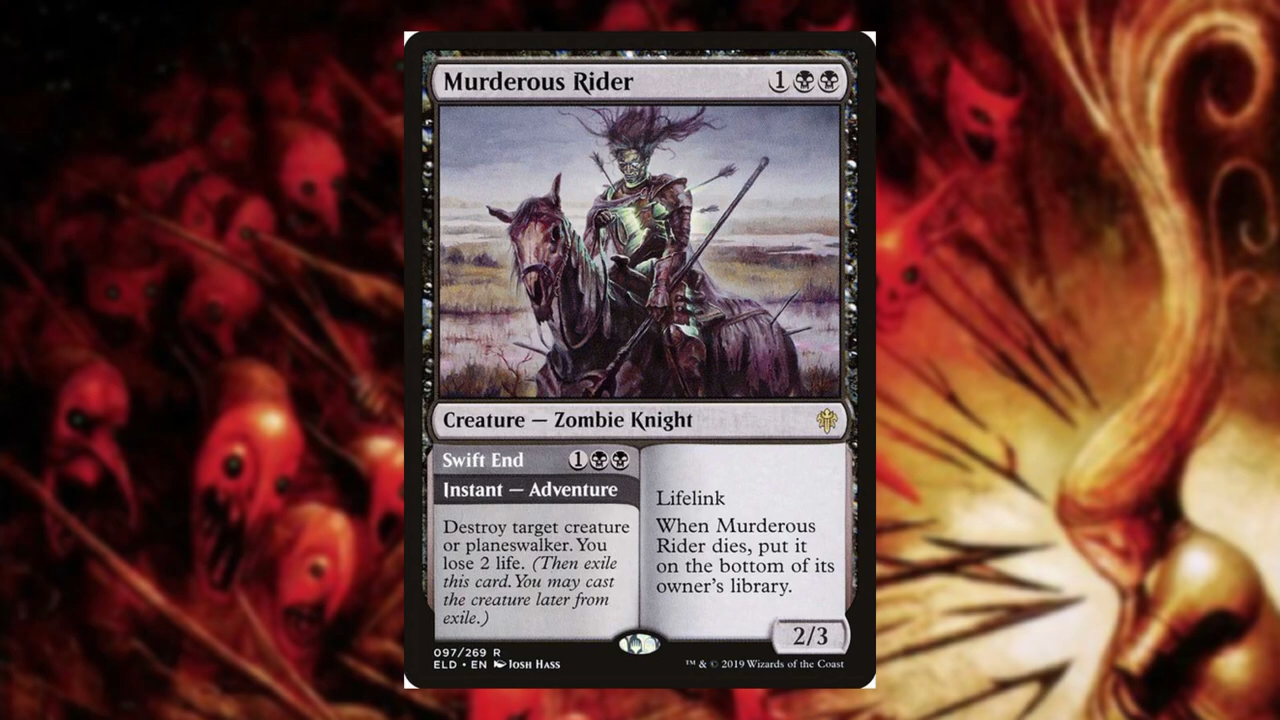 Murderous Rider 1
Creature — Zombie Knight
Swift End 1
Instant — Adventure
Destroy target creature
or planeswalker. You
lose 2 life. (Then exile
this card. You may cast
the creature later from
exile.)
Lifelink
When Murderous
Rider dies, put it
on the bottom of its
owner's library.
2/3
097/269 R
ELD • EN Josh Hass
™ & © 2019 Wizards of the Coast